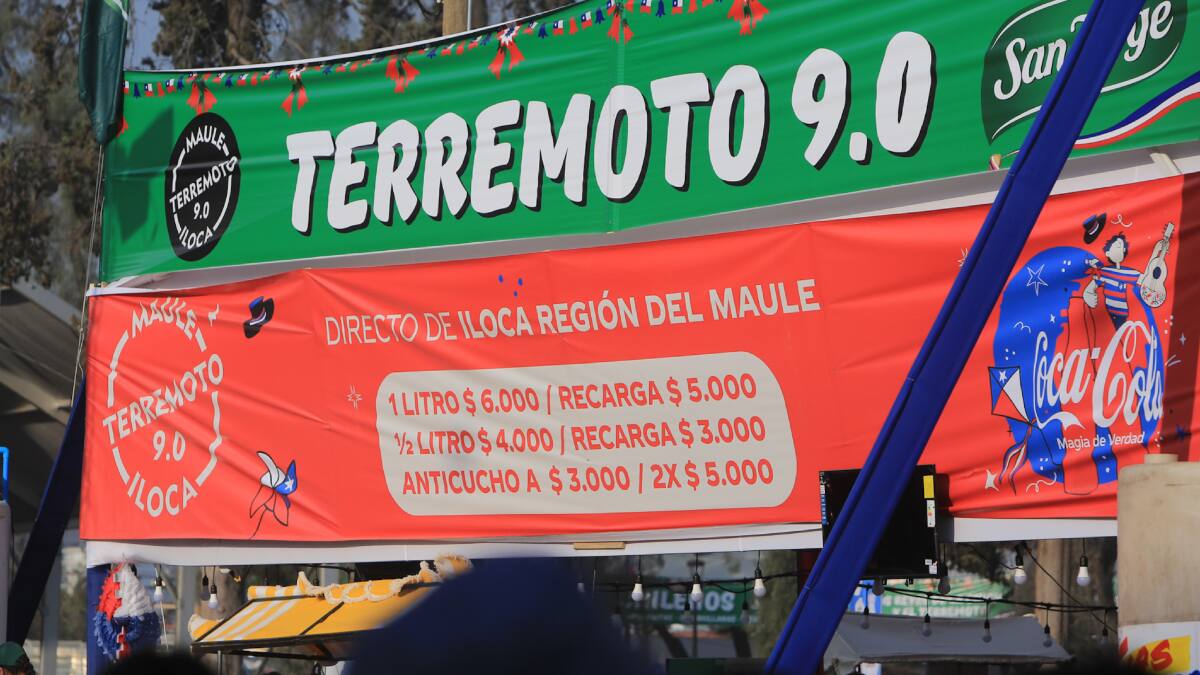 MAULE
TERREMOTO
9.0
ILOCA
TERREMOTO 9.0
San
MAULE
TERREMOTO
9.0
ILOCA
DIRECTO DE ILOCA REGIÓN DEL MAULE
1 LITRO $ 6.000 / RECARGA $ 5.000
½ LITRO $ 4.000 / RECARGA $ 3.000
ANTICUCHO A $ 3.000 / 2X $ 5.000
Coca-Cola
Magia de Verdad